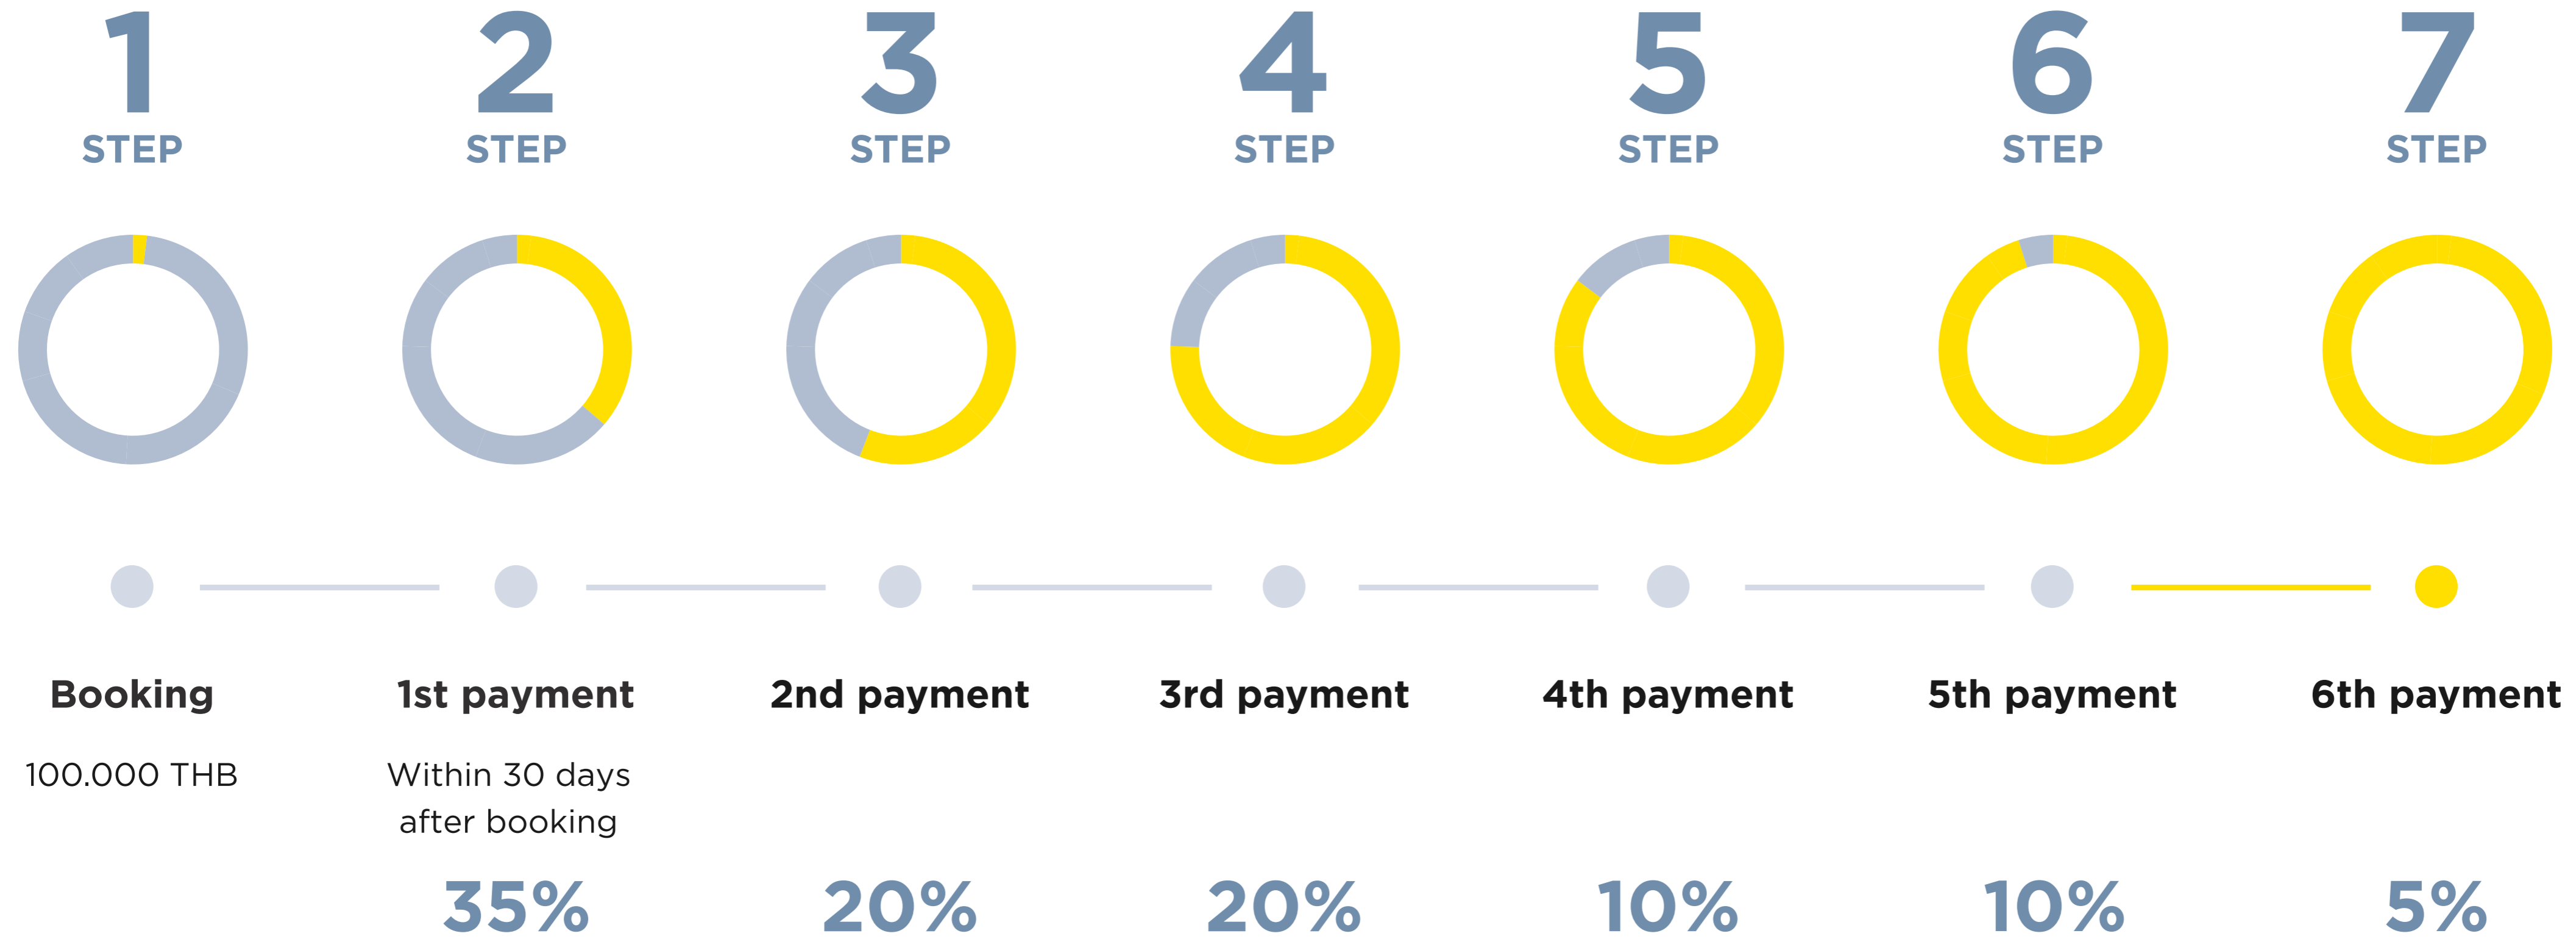 1
STEP
2
STEP
3
STEP
4
STEP
5
STEP
6
STEP
7
STEP
Booking
100.000 THB
1st payment
Within 30 days
after booking
35%
2nd payment
20%
3rd payment
20%
4th payment
10%
5th payment
10%
6th payment
5%